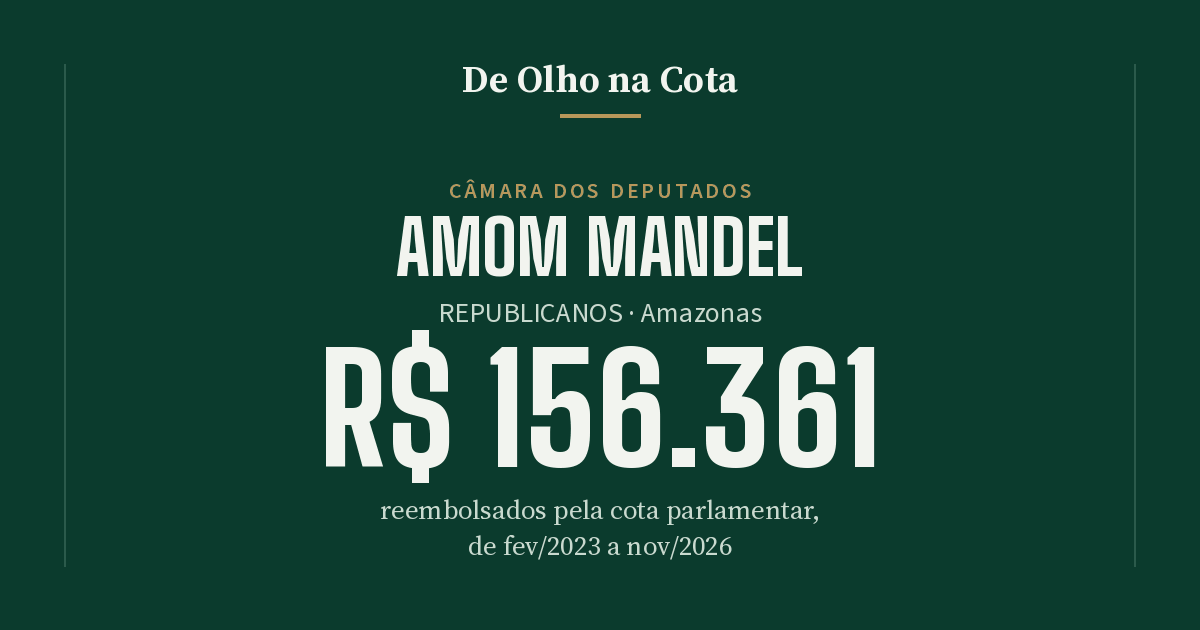 De Olho na Cota
CÂMARA DOS DEPUTADOS
AMOM MANDEL
REPUBLICANOS · Amazonas
R$ 156.361
reembolsados pela cota parlamentar,
de fev/2023 a nov/2026